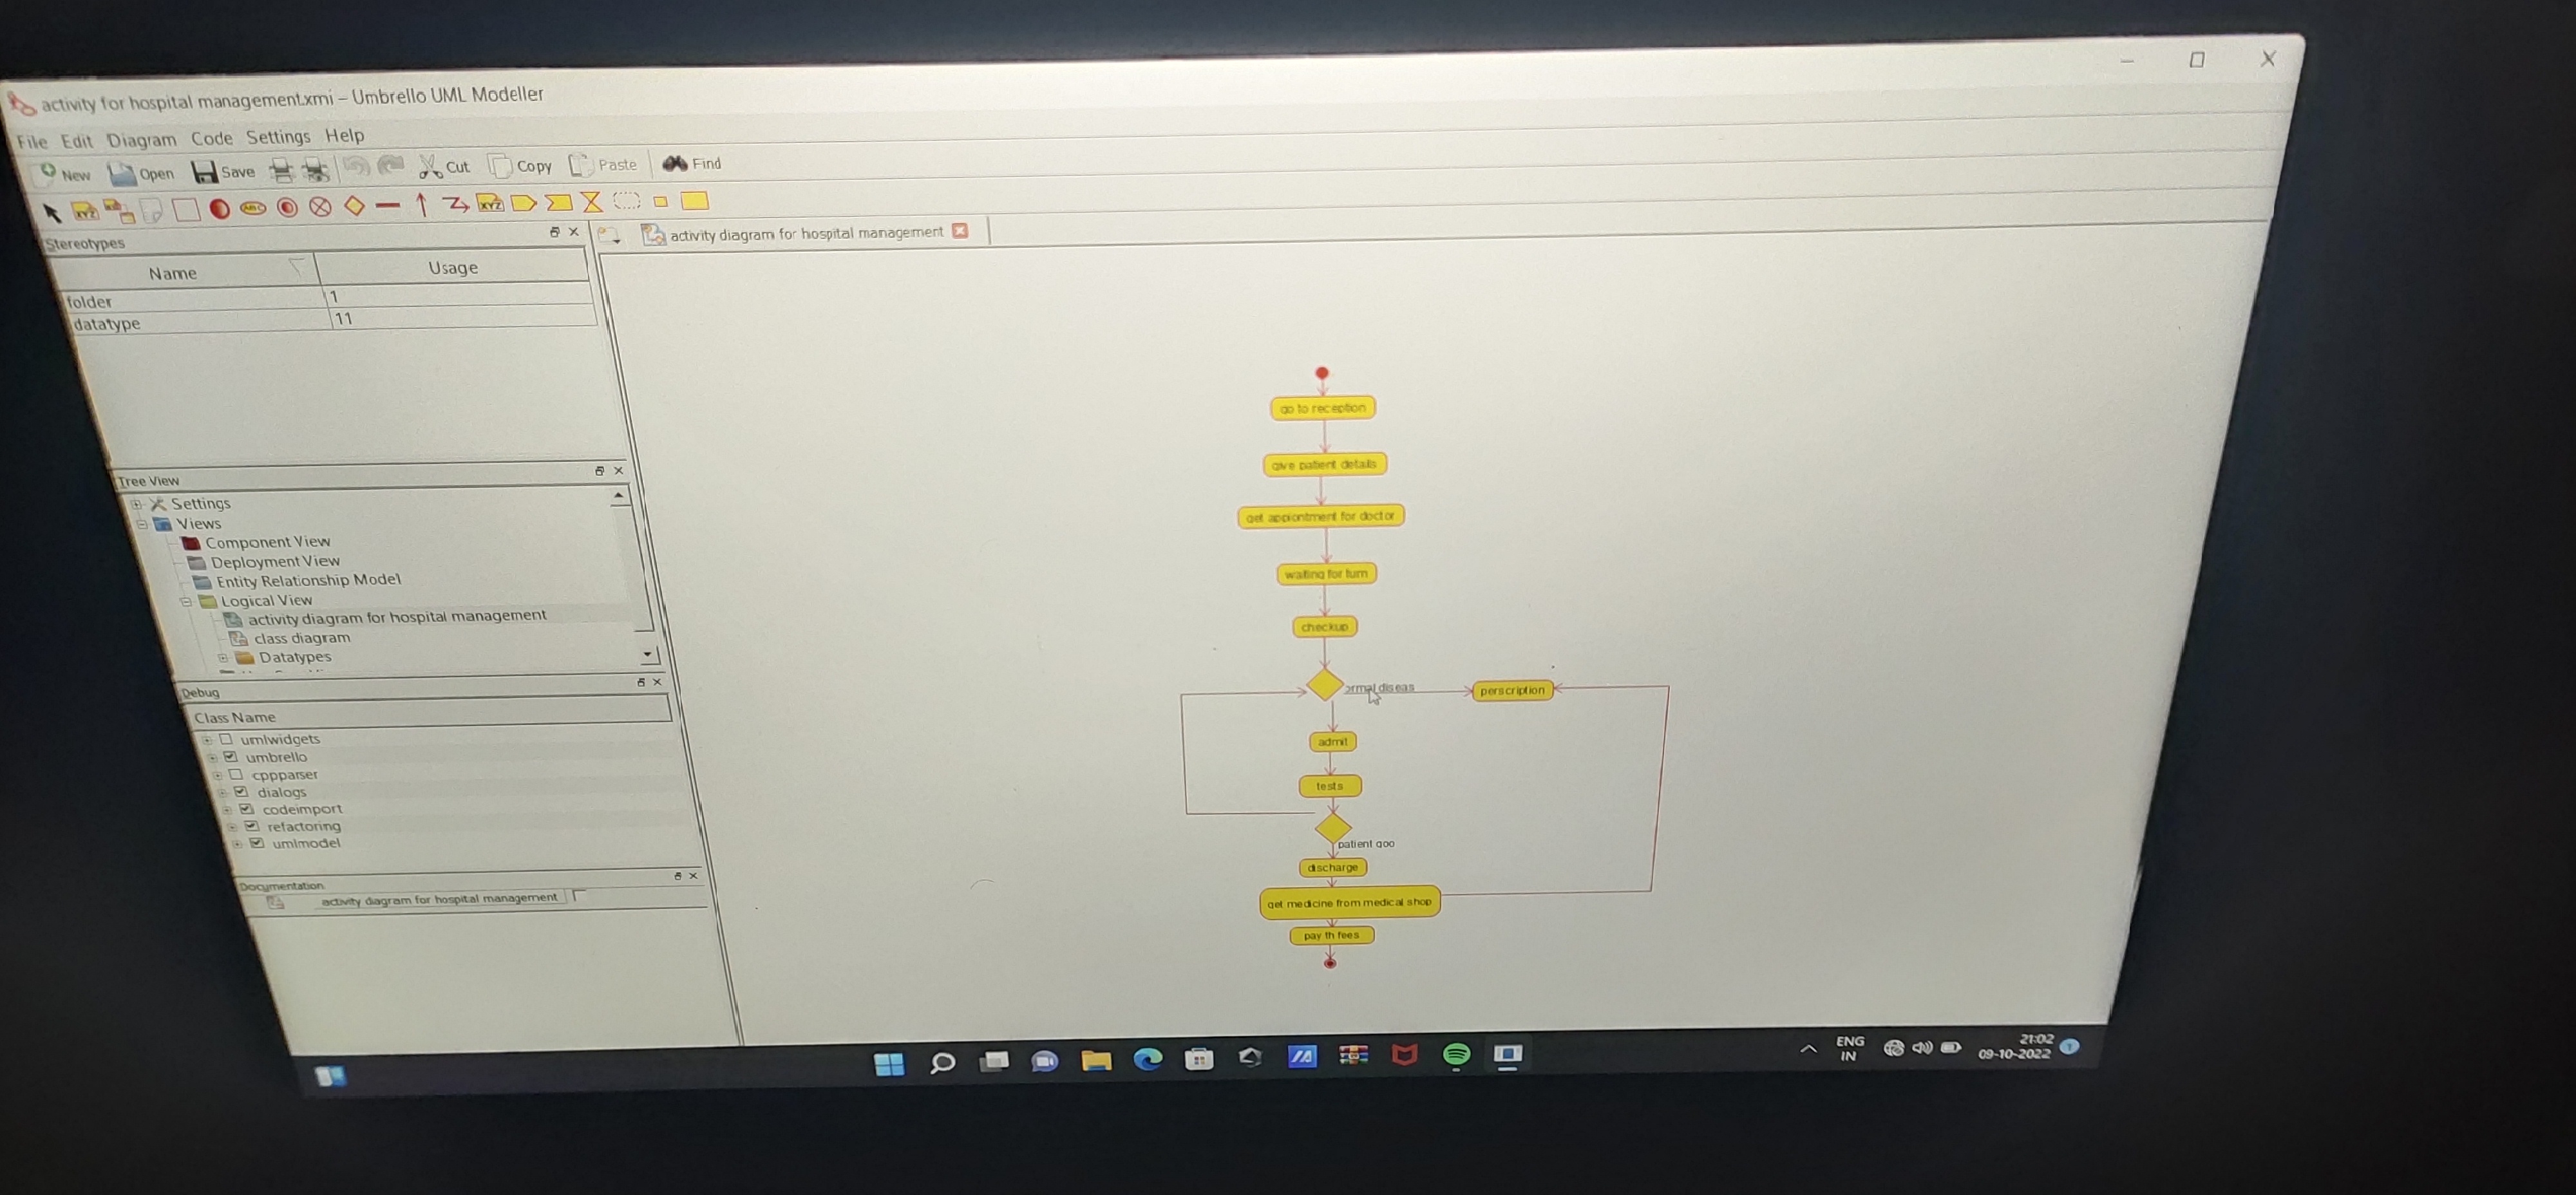 activity for hospital management.xmi – Umbrello UML Modeller
File Edit Diagram Code Settings Help
New Open Save Cut Copy Paste Find
Stereotypes
activity diagram for hospital management
Name Usage
folder 1
datatype 11
go to reception
give patient details
get appiontment for doctor
waiting for turn
checkup
ormal diseas
perscription
admit
tests
patient goo
discharge
get medicine from medical shop
pay th fees
Tree View
Settings
Views
Component View
Deployment View
Entity Relationship Model
Logical View
activity diagram for hospital management
class diagram
Datatypes
Debug
Class Name
umlwidgets
umbrello
cppparser
dialogs
codeimport
refactoring
umlmodel
Documentation
activity diagram for hospital management
ENG
IN
21:02
09-10-2022